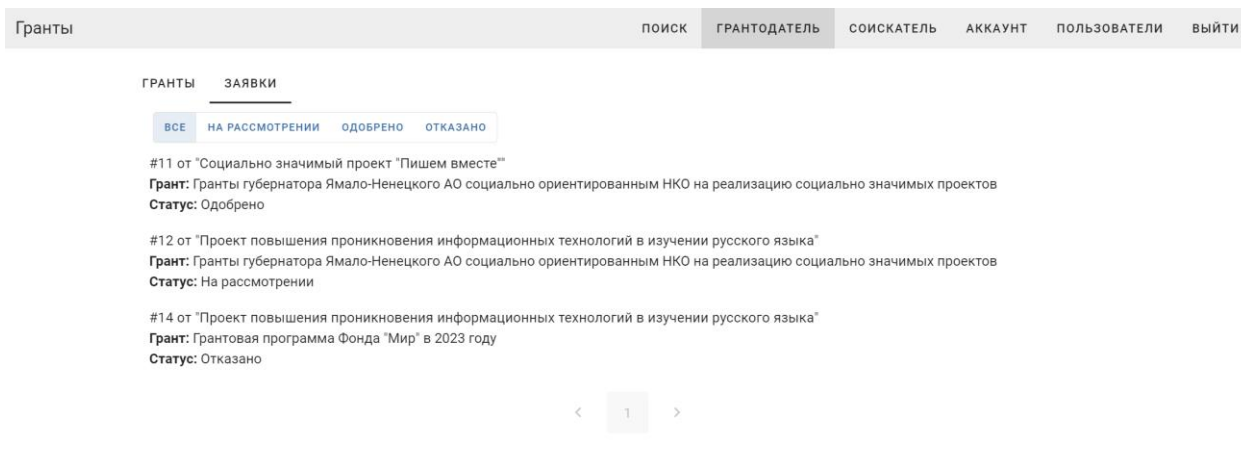 Гранты ПОИСК ГРАНТОДАТЕЛЬ СОИСКАТЕЛЬ АККАУНТ ПОЛЬЗОВАТЕЛИ ВЫЙТИ
ГРАНТЫ ЗАЯВКИ
ВСЕ НА РАССМОТРЕНИИ ОДОБРЕНО ОТКАЗАНО
#11 от "Социально значимый проект "Пишем вместе""
Грант: Гранты губернатора Ямало-Ненецкого АО социально ориентированным НКО на реализацию социально значимых проектов
Статус: Одобрено
#12 от "Проект повышения проникновения информационных технологий в изучении русского языка"
Грант: Гранты губернатора Ямало-Ненецкого АО социально ориентированным НКО на реализацию социально значимых проектов
Статус: На рассмотрении
#14 от "Проект повышения проникновения информационных технологий в изучении русского языка"
Грант: Грантовая программа Фонда "Мир" в 2023 году
Статус: Отказано
< 1 >